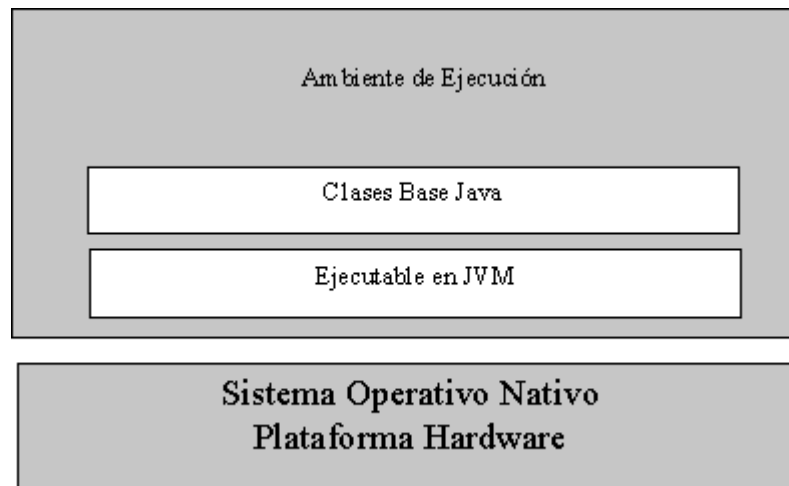 Ambiente de Ejecución
Clases Base Java
Ejecutable en JVM
Sistema Operativo Nativo
Plataforma Hardware